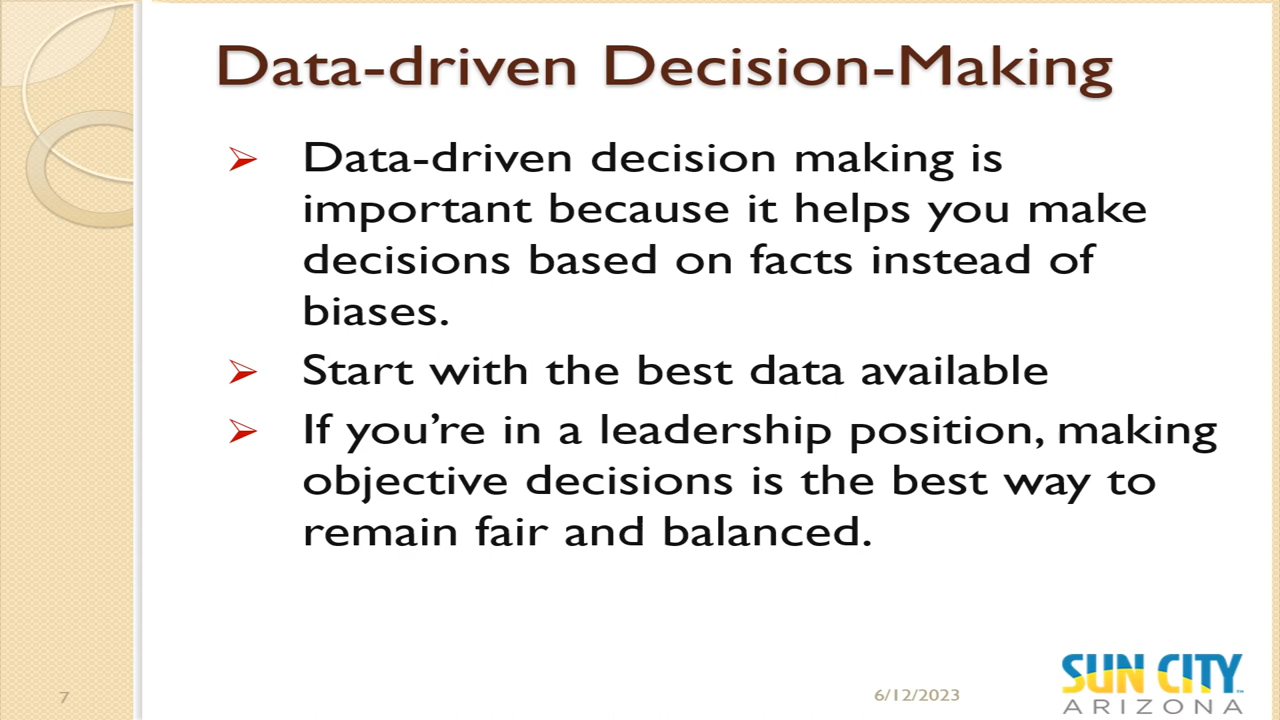 Data-driven Decision-Making
➢ Data-driven decision making is
important because it helps you make
decisions based on facts instead of
biases.
➢ Start with the best data available
➢ If you’re in a leadership position, making
objective decisions is the best way to
remain fair and balanced.
7
6/12/2023
SUN CITY™
ARIZONA